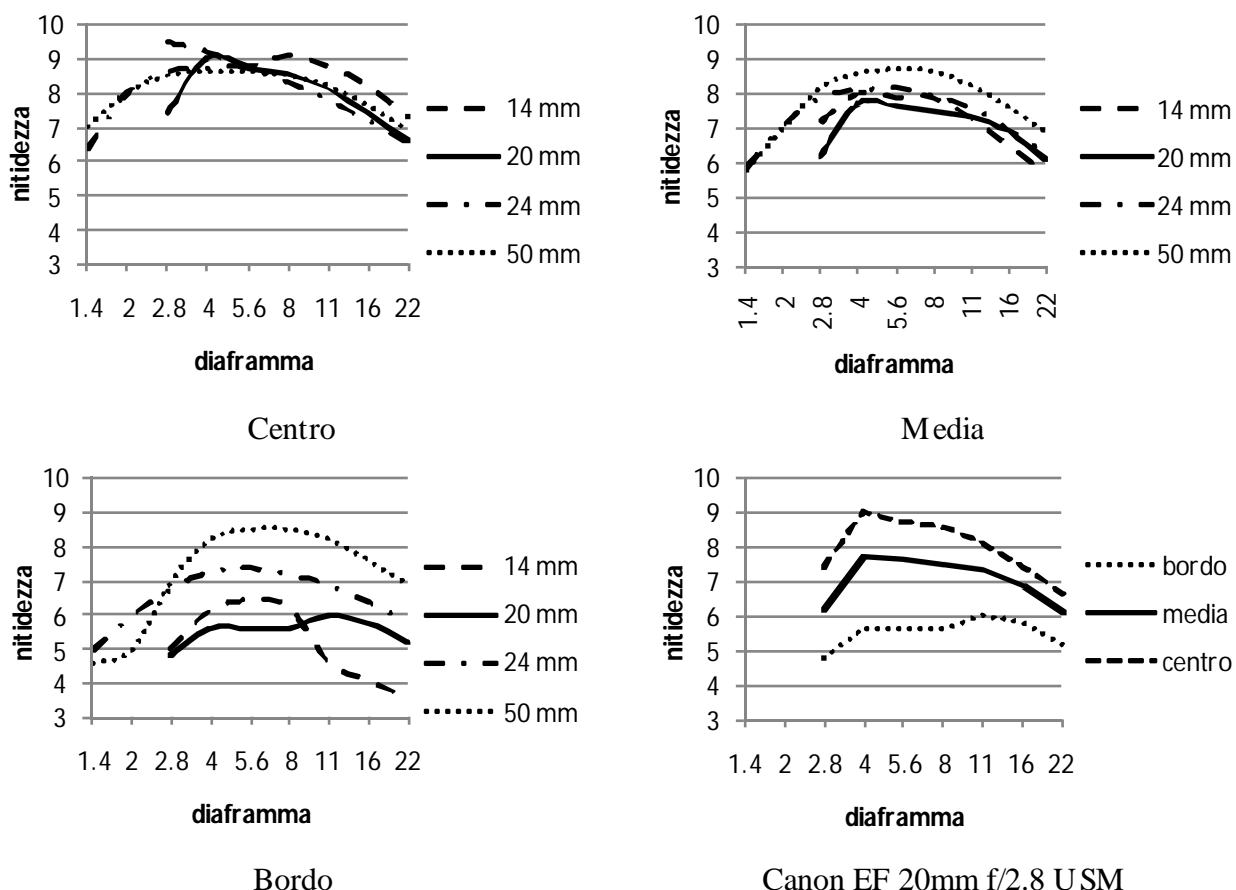 10
9
8
7
6
5
4
3
nitidezza
1.4 2 2.8 4 5.6 8 11 16 22
diaframma
14 mm
20 mm
24 mm
50 mm
Centro
10
9
8
7
6
5
4
3
nitidezza
1.4 2 2.8 4 5.6 8 11 16 22
diaframma
14 mm
20 mm
24 mm
50 mm
Media
10
9
8
7
6
5
4
3
nitidezza
1.4 2 2.8 4 5.6 8 11 16 22
diaframma
14 mm
20 mm
24 mm
50 mm
Bordo
10
9
8
7
6
5
4
3
nitidezza
1.4 2 2.8 4 5.6 8 11 16 22
diaframma
bordo
media
centro
Canon EF 20mm f/2.8 USM